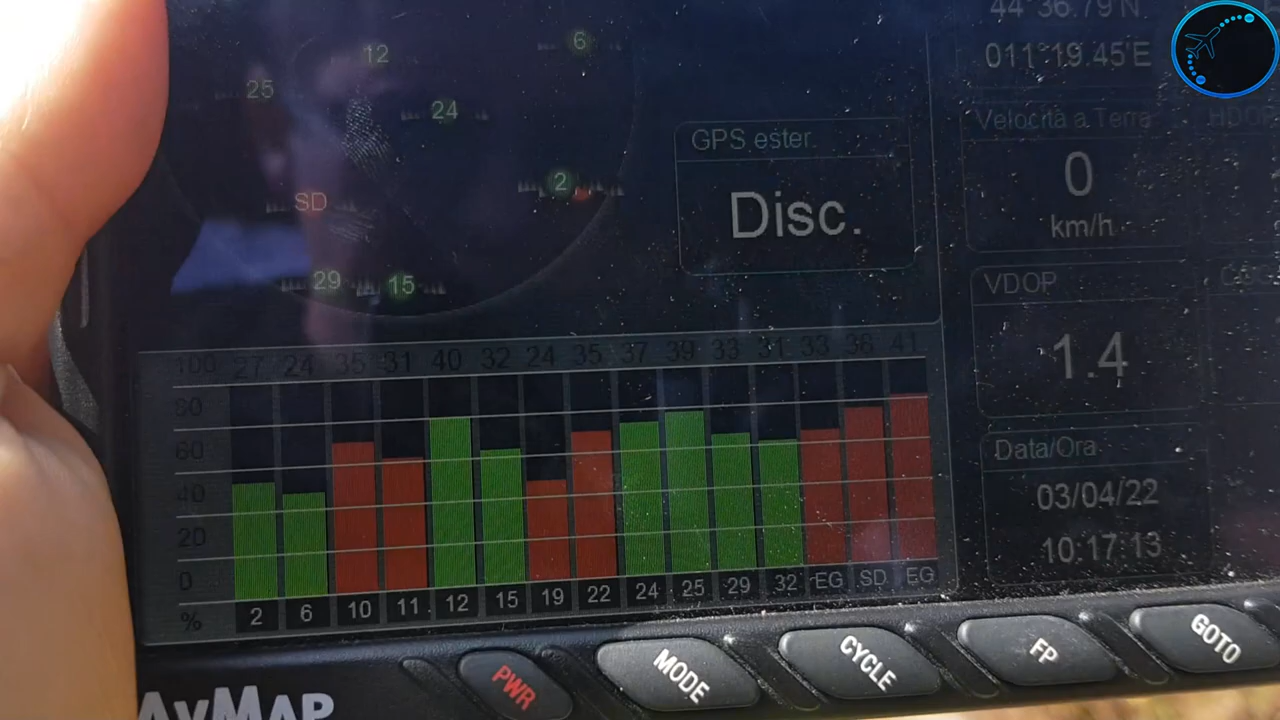 12
6
25
24
2
SD
29
15
GPS ester.
Disc.
44°36.79'N
011°19.45'E
Velocità a Terra
0
km/h
HDOP
VDOP
1.4
Data/Ora
03/04/22
10:17:13
100 27 24 35 31 40 32 24 35 37 39 33 31 33 38 41
80
60
40
20
0
% 2 6 10 11 12 15 19 22 24 25 29 32 EG SD EG
AvMap
PWR
MODE
CYCLE
FP
GOTO